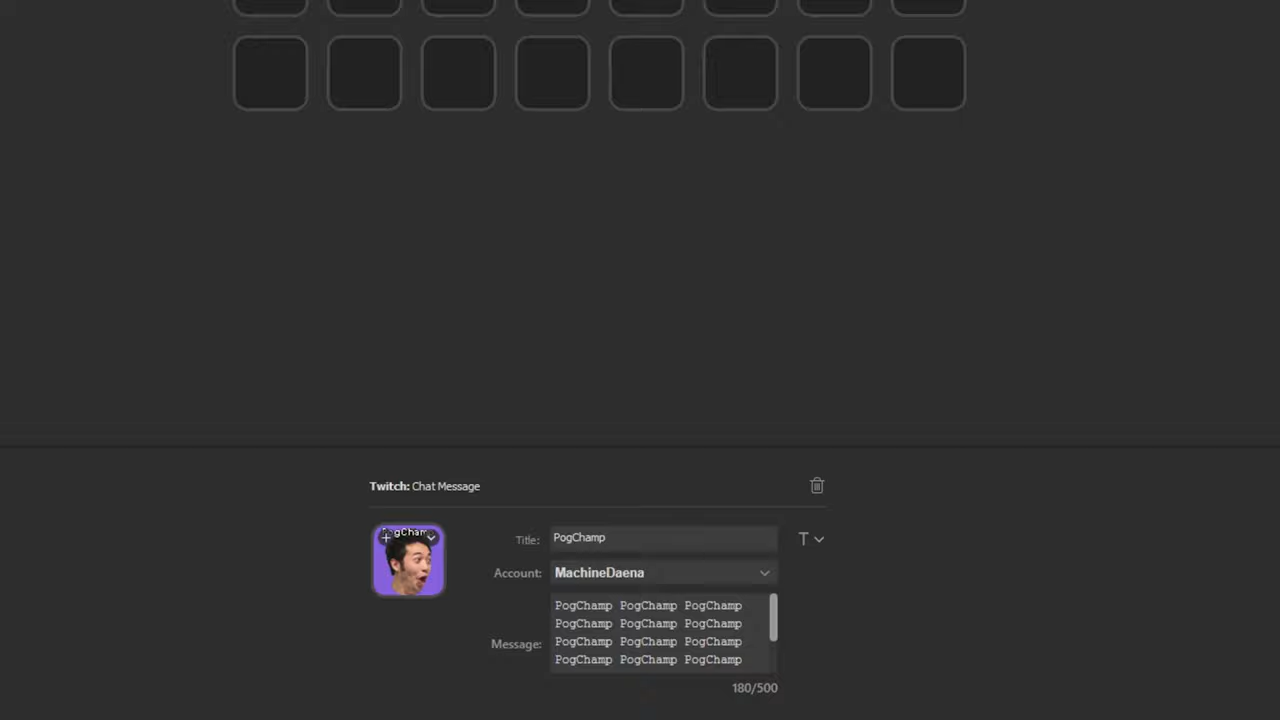 Twitch: Chat Message
PogChamp
Title: PogChamp T
Account: MachineDaena
Message: PogChamp PogChamp PogChamp
PogChamp PogChamp PogChamp
PogChamp PogChamp PogChamp
PogChamp PogChamp PogChamp
180/500